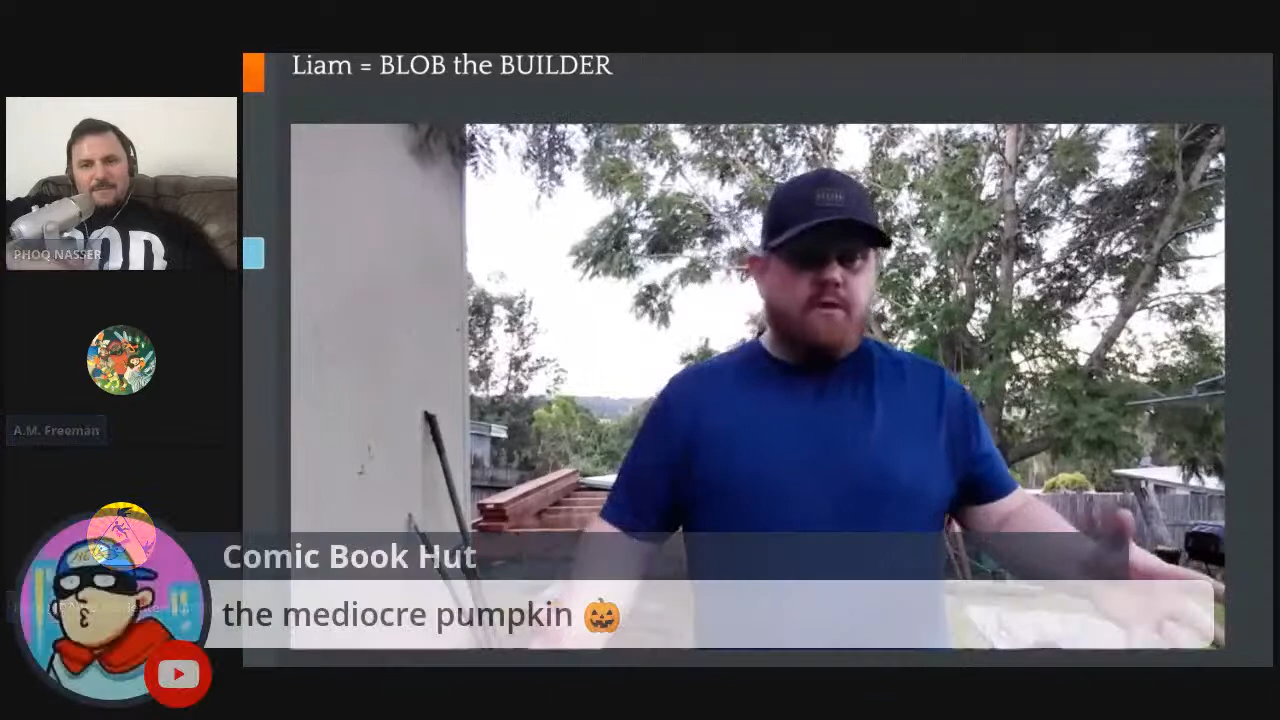 Liam = BLOB the BUILDER
PHOQ NASSER
A.M. Freeman
Comic Book Hut
the mediocre pumpkin 🎃